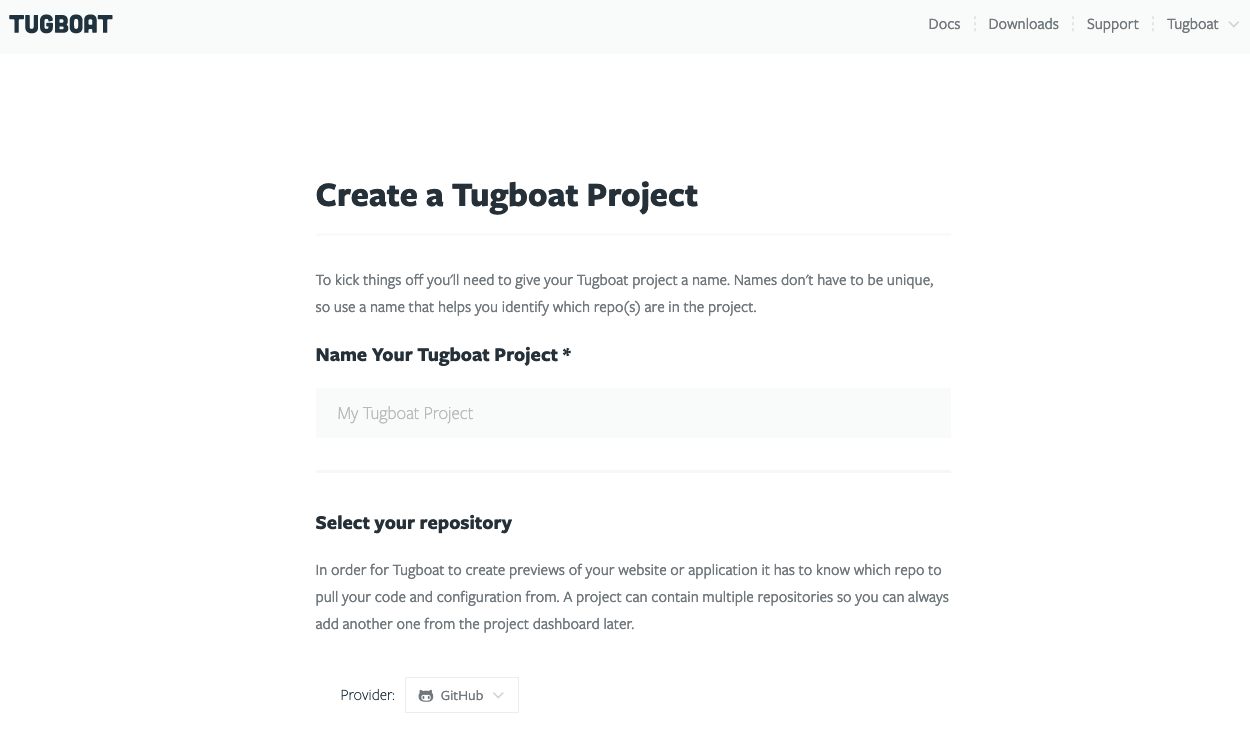 TUGBOAT
Docs
Downloads
Support
Tugboat
Create a Tugboat Project
To kick things off you'll need to give your Tugboat project a name. Names don't have to be unique,
so use a name that helps you identify which repo(s) are in the project.
Name Your Tugboat Project *
My Tugboat Project
Select your repository
In order for Tugboat to create previews of your website or application it has to know which repo to
pull your code and configuration from. A project can contain multiple repositories so you can always
add another one from the project dashboard later.
Provider: GitHub